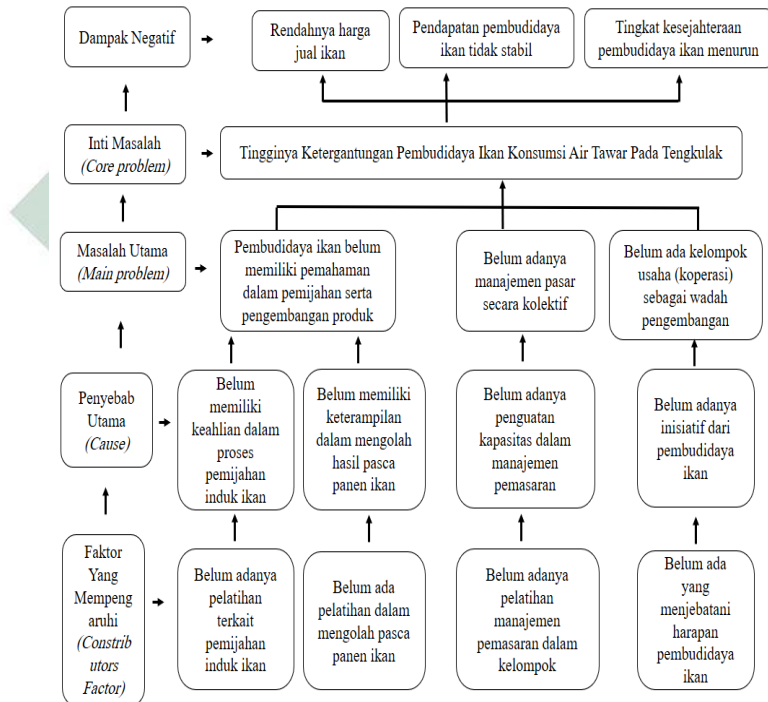 Dampak Negatif
Rendahnya harga
jual ikan
Pendapatan pembudidaya
ikan tidak stabil
Tingkat kesejahteraan
pembudidaya ikan menurun
Inti Masalah
(Core problem)
Tingginya Ketergantungan Pembudidaya Ikan Konsumsi Air Tawar Pada Tengkulak
Masalah Utama
(Main problem)
Pembudidaya ikan belum
memiliki pemahaman
dalam pemijahan serta
pengembangan produk
Belum adanya
manajemen pasar
secara kolektif
Belum ada kelompok
usaha (koperasi)
sebagai wadah
pengembangan
Penyebab
Utama
(Cause)
Belum
memiliki
keahlian dalam
proses
pemijahan
induk ikan
Belum memiliki
keterampilan
dalam mengolah
hasil pasca
panen ikan
Belum adanya
penguatan
kapasitas dalam
manajemen
pemasaran
Belum adanya
inisiatif dari
pembudidaya
ikan
Faktor
Yang
Mempeng
aruhi
(Constrib
utors
Factor)
Belum adanya
pelatihan
terkait
pemijahan
induk ikan
Belum ada
pelatihan dalam
mengolah pasca
panen ikan
Belum adanya
pelatihan
manajemen
pemasaran dalam
kelompok
Belum ada
yang
menjebatani
harapan
pembudidaya
ikan